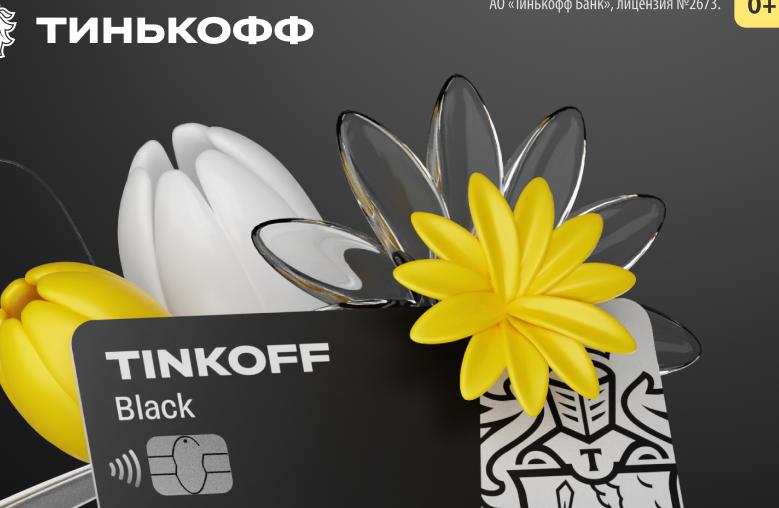 ТИНЬКОФФ
АО «Тинькофф Банк», лицензия №2673.
0+
TINKOFF
Black
T